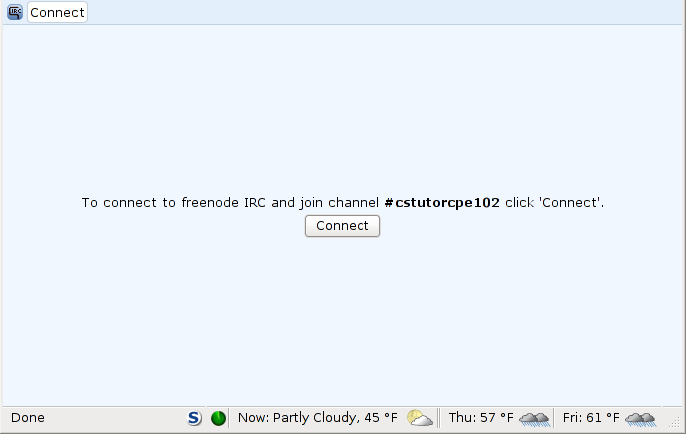 IRC Connect
To connect to freenode IRC and join channel #cstutorcpe102 click 'Connect'.
Connect
Done S Now: Partly Cloudy, 45 °F Thu: 57 °F Fri: 61 °F